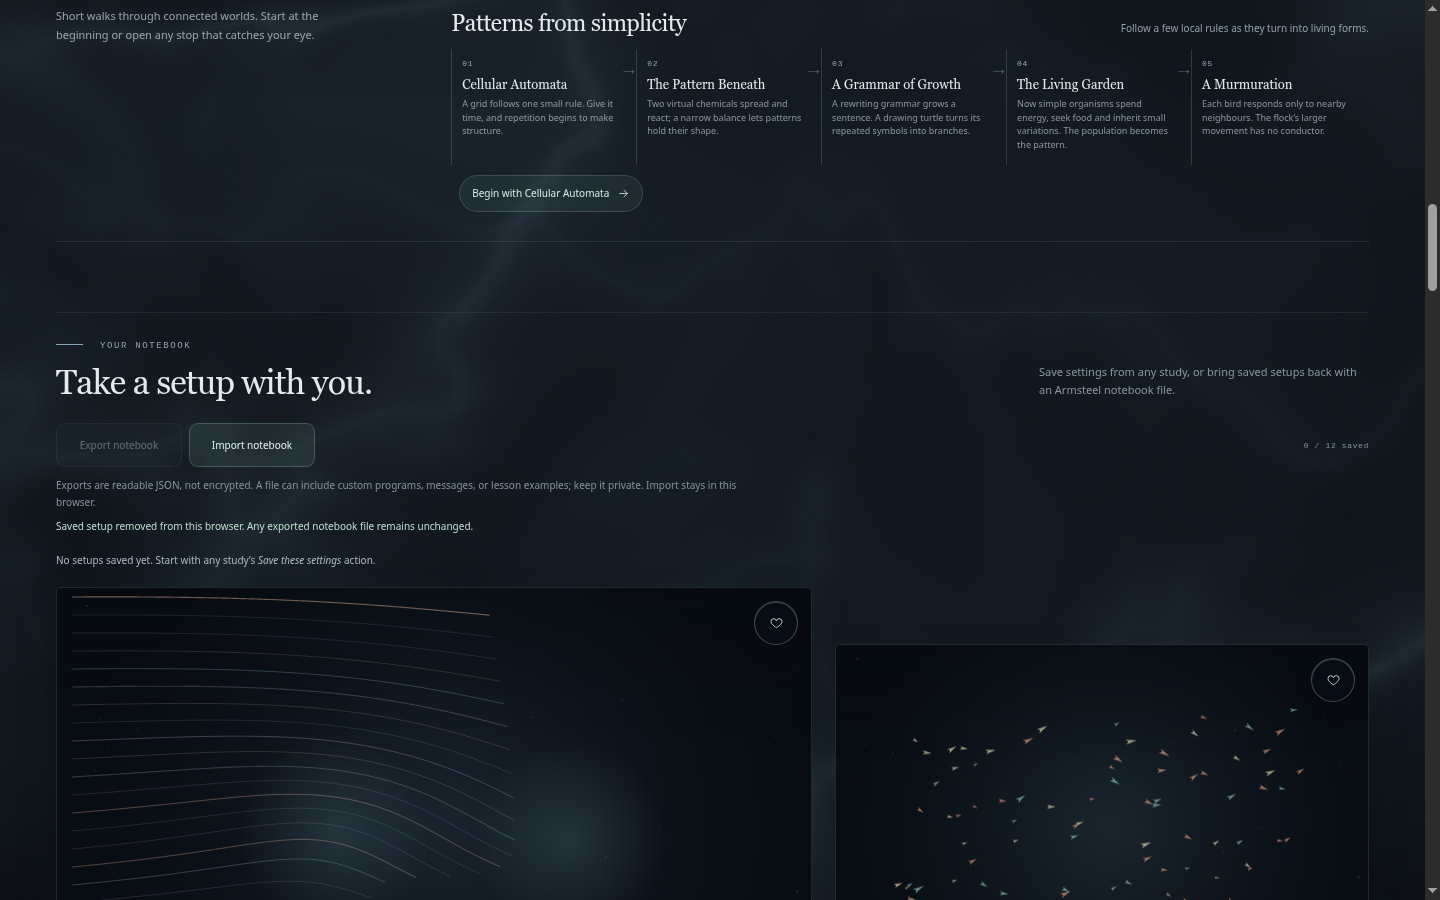 Short walks through connected worlds. Start at the
beginning or open any stop that catches your eye.
Patterns from simplicity
Follow a few local rules as they turn into living forms.
01
Cellular Automata
A grid follows one small rule. Give it
time, and repetition begins to make
structure.
→
02
The Pattern Beneath
Two virtual chemicals spread and
react; a narrow balance lets patterns
hold their shape.
→
03
A Grammar of Growth
A rewriting grammar grows a
sentence. A drawing turtle turns its
repeated symbols into branches.
→
04
The Living Garden
Now simple organisms spend
energy, seek food and inherit small
variations. The population becomes
the pattern.
→
05
A Murmuration
Each bird responds only to nearby
neighbours. The flock’s larger
movement has no conductor.
Begin with Cellular Automata →
YOUR NOTEBOOK
Take a setup with you.
Save settings from any study, or bring saved setups back with
an Armsteel notebook file.
Export notebook
Import notebook
0 / 12 saved
Exports are readable JSON, not encrypted. A file can include custom programs, messages, or lesson examples; keep it private. Import stays in this
browser.
Saved setup removed from this browser. Any exported notebook file remains unchanged.
No setups saved yet. Start with any study’s Save these settings action.